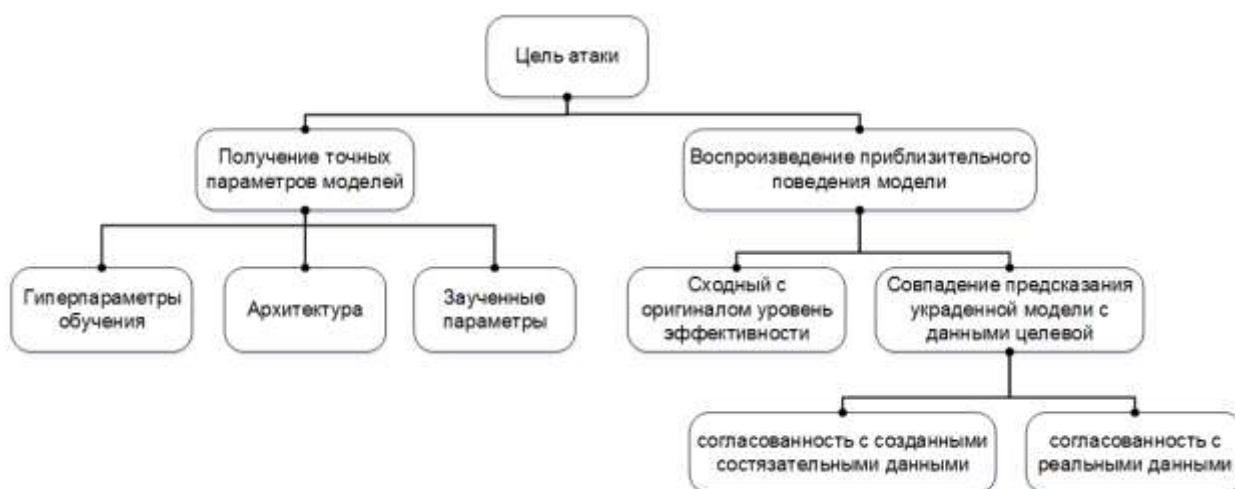 Цель атаки
Получение точных
параметров моделей
Воспроизведение приблизительного
поведения модели
Гиперпараметры
обучения
Архитектура
Заученные
параметры
Сходный с
оригиналом уровень
эффективности
Совпадение предсказания
украденной модели с
данными целевой
согласованность с созданными
состязательными данными
согласованность с
реальными данными